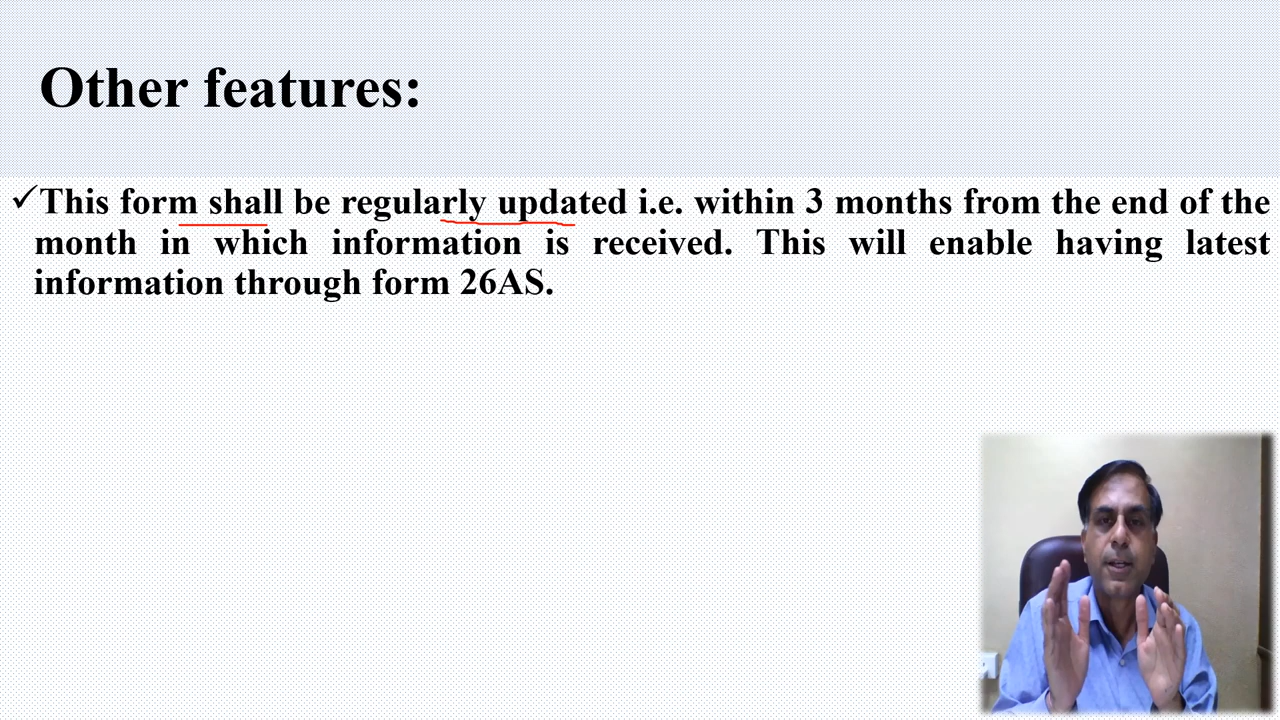 Other features:
✓This form shall be regularly updated i.e. within 3 months from the end of the
month in which information is received. This will enable having latest
information through form 26AS.